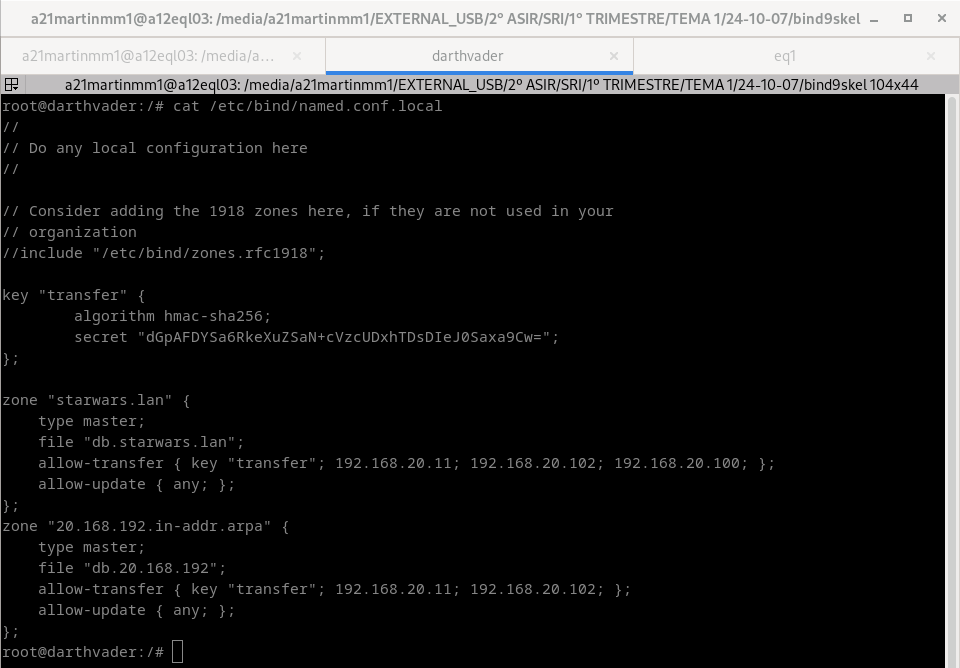 a21martinmm1@a12eql03: /media/a21martinmm1/EXTERNAL_USB/2º ASIR/SRI/1º TRIMESTRE/TEMA 1/24-10-07/bind9skel
a21martinmm1@a12eql03: /media/a...
darthvader
eq1
a21martinmm1@a12eql03: /media/a21martinmm1/EXTERNAL_USB/2º ASIR/SRI/1º TRIMESTRE/TEMA 1/24-10-07/bind9skel 104x44
root@darthvader:/# cat /etc/bind/named.conf.local
//
// Do any local configuration here
//
// Consider adding the 1918 zones here, if they are not used in your
// organization
//include "/etc/bind/zones.rfc1918";
key "transfer" {
        algorithm hmac-sha256;
        secret "dGpAFDYSa6RkeXuZSaN+cVzcUDxhTDsDIeJ0Saxa9Cw=";
};
zone "starwars.lan" {
    type master;
    file "db.starwars.lan";
    allow-transfer { key "transfer"; 192.168.20.11; 192.168.20.102; 192.168.20.100; };
    allow-update { any; };
};
zone "20.168.192.in-addr.arpa" {
    type master;
    file "db.20.168.192";
    allow-transfer { key "transfer"; 192.168.20.11; 192.168.20.102; };
    allow-update { any; };
};
root@darthvader:/#